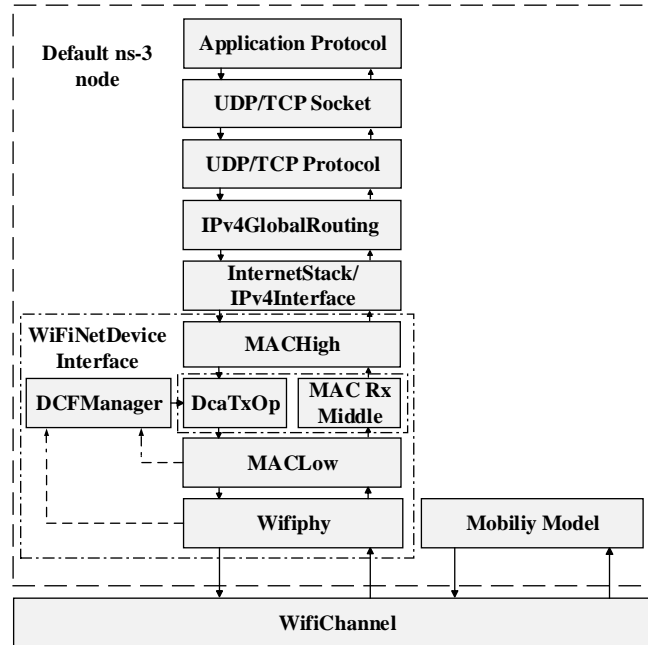 Application Protocol
Default ns-3
node
UDP/TCP Socket
UDP/TCP Protocol
IPv4GlobalRouting
InternetStack/
IPv4Interface
WiFiNetDevice
Interface
MACHigh
DCFManager
DcaTxOp
MAC Rx
Middle
MACLow
Wifiphy
Mobiliy Model
WifiChannel